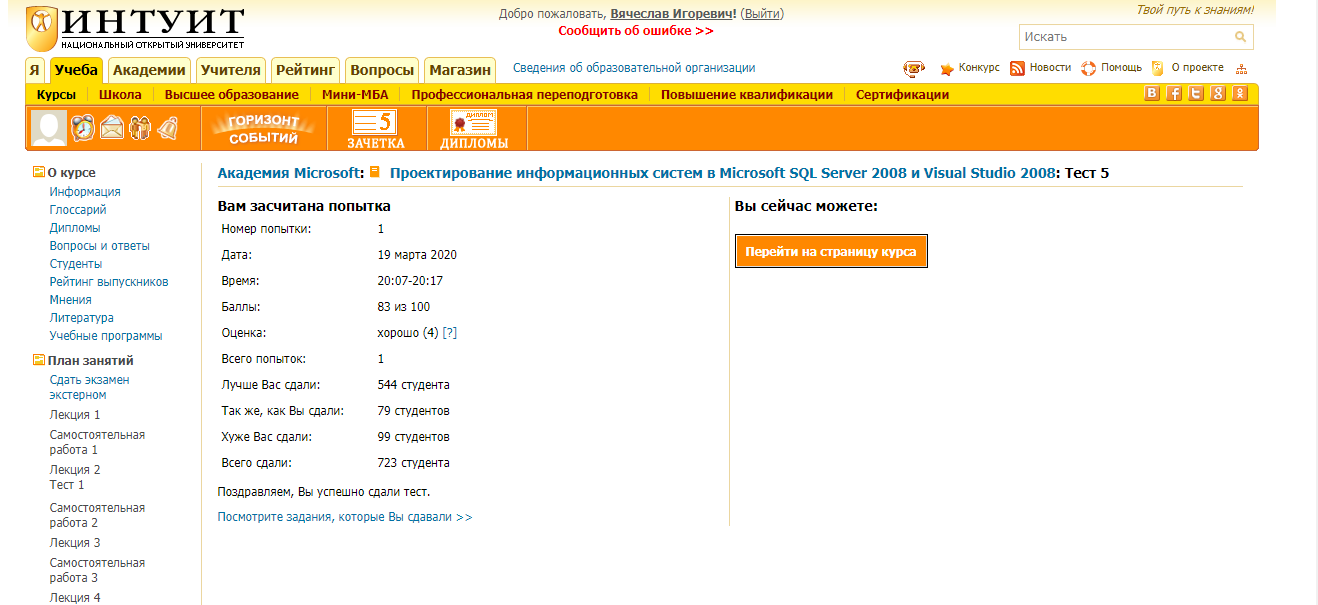 ИНТУИТ
НАЦИОНАЛЬНЫЙ ОТКРЫТЫЙ УНИВЕРСИТЕТ
Добро пожаловать, Вячеслав Игоревич! (Выйти)
Сообщить об ошибке >>
Твой путь к знаниям!
Искать
Я Учеба Академии Учителя Рейтинг Вопросы Магазин Сведения об образовательной организации Конкурс Новости Помощь О проекте
Курсы Школа Высшее образование Мини-МБА Профессиональная переподготовка Повышение квалификации Сертификации
ГОРИЗОНТ СОБЫТИЙ
5
ЗАЧЕТКА
ДИПЛОМ
ДИПЛОМЫ
О курсе
Информация
Глоссарий
Дипломы
Вопросы и ответы
Студенты
Рейтинг выпускников
Мнения
Литература
Учебные программы
План занятий
Сдать экзамен
экстерном
Лекция 1
Самостоятельная
работа 1
Лекция 2
Тест 1
Самостоятельная
работа 2
Лекция 3
Самостоятельная
работа 3
Лекция 4
Академия Microsoft: Проектирование информационных систем в Microsoft SQL Server 2008 и Visual Studio 2008: Тест 5
Вам засчитана попытка
Номер попытки: 1
Дата: 19 марта 2020
Время: 20:07-20:17
Баллы: 83 из 100
Оценка: хорошо (4) [?]
Всего попыток: 1
Лучше Вас сдали: 544 студента
Так же, как Вы сдали: 79 студентов
Хуже Вас сдали: 99 студентов
Всего сдали: 723 студента
Поздравляем, Вы успешно сдали тест.
Посмотрите задания, которые Вы сдавали >>
Вы сейчас можете:
Перейти на страницу курса